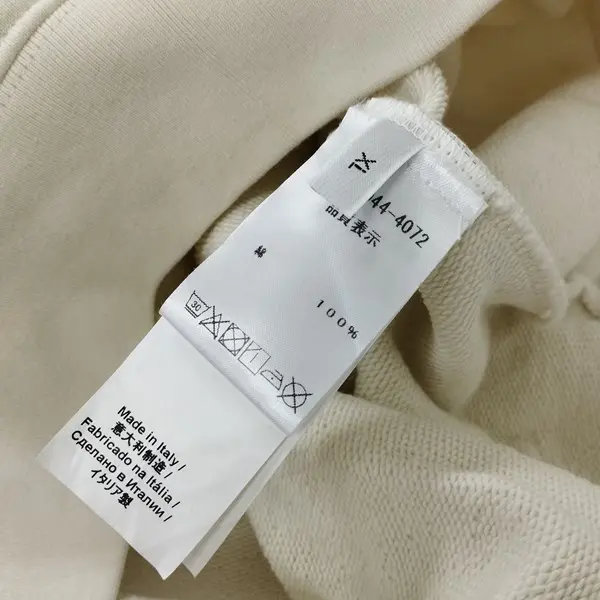 XL
44-4072
品質表示
綿
100%
30
Made in Italy /
意大利制造 /
Fabricado na Itália /
Сделано в Италии /
イタリア製